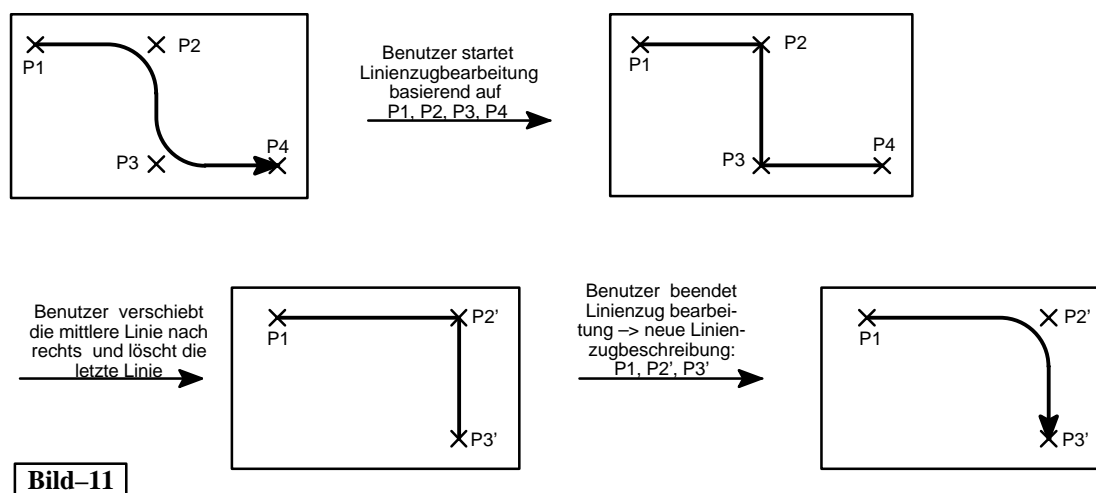 P1
P2
P3
P4
Benutzer startet
Linienzugbearbeitung
basierend auf
P1, P2, P3, P4
P1
P2
P3
P4
Benutzer verschiebt
die mittlere Linie nach
rechts und löscht die
letzte Linie
P1
P2'
P3'
Benutzer beendet
Linienzug bearbei-
tung –> neue Linien-
zugbeschreibung:
P1, P2', P3'
P1
P2'
P3'
Bild–11